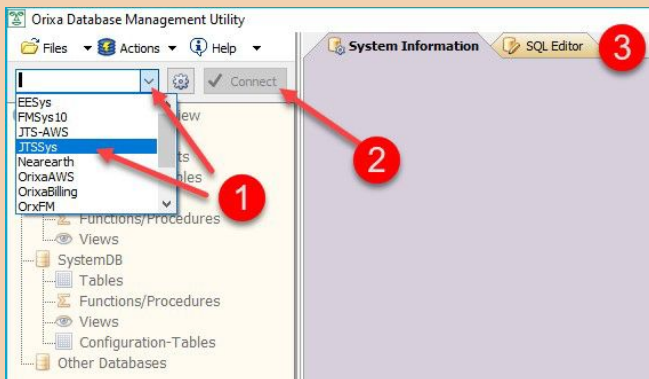 Orixa Database Management Utility
Files Actions Help
System Information SQL Editor 3
Connect
EESys
FMSys10
JTS-AWS
JTSSys
Nearearth
OrixaAWS
OrixaBilling
OrxFM
2
1
Functions/Procedures
Views
SystemDB
Tables
Functions/Procedures
Views
Configuration-Tables
Other Databases